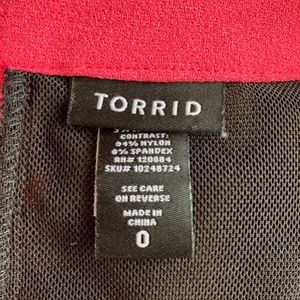 TORRID
CONTRAST:
94% NYLON
6% SPANDEX
RN# 120884
SKU# 10248724
SEE CARE
ON REVERSE
MADE IN
CHINA
0